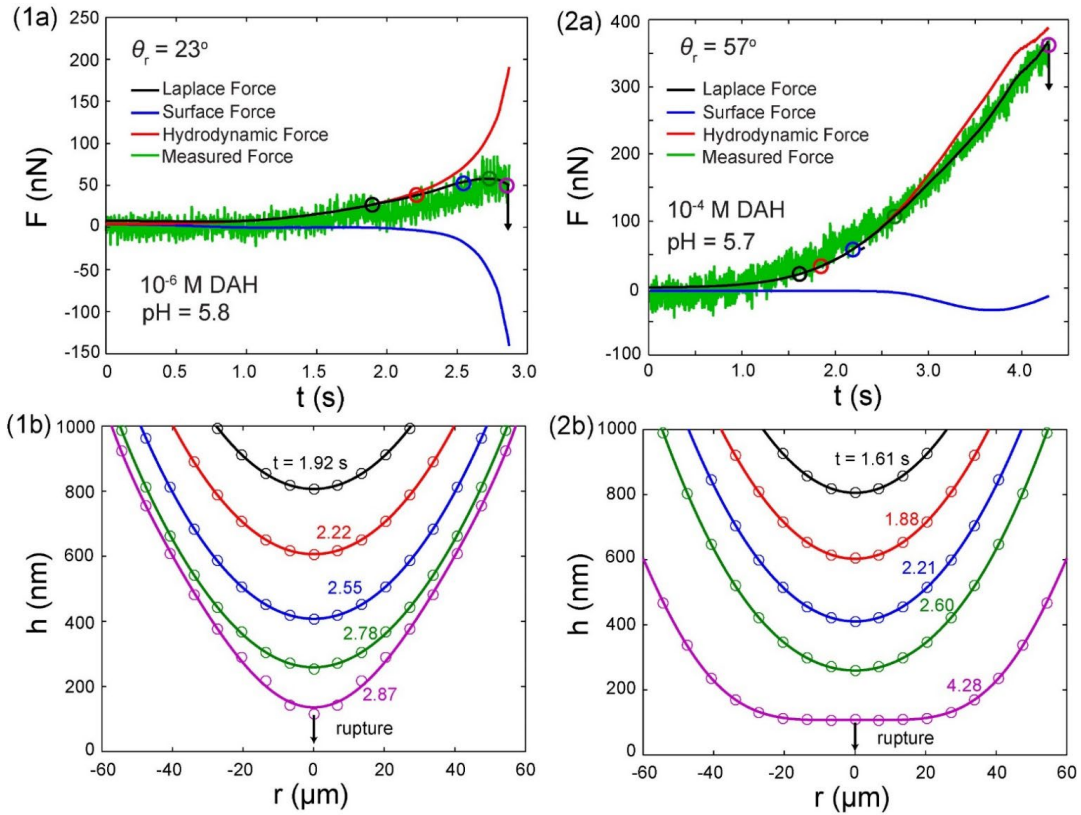 (1a)
θr = 23o
Laplace Force
Surface Force
Hydrodynamic Force
Measured Force
10-6 M DAH
pH = 5.8
F (nN)
250
200
150
100
50
0
-50
-100
-150
0.0
0.5
1.0
1.5
2.0
2.5
3.0
t (s)
(2a)
θr = 57o
Laplace Force
Surface Force
Hydrodynamic Force
Measured Force
10-4 M DAH
pH = 5.7
F (nN)
400
300
200
100
0
-100
0
1.0
2.0
3.0
4.0
t (s)
(1b)
t = 1.92 s
2.22
2.55
2.78
2.87
rupture
h (nm)
1000
800
600
400
200
0
-60
-40
-20
0
20
40
60
r (µm)
(2b)
t = 1.61 s
1.88
2.21
2.60
4.28
rupture
h (nm)
1000
800
600
400
200
0
-60
-40
-20
0
20
40
60
r (µm)